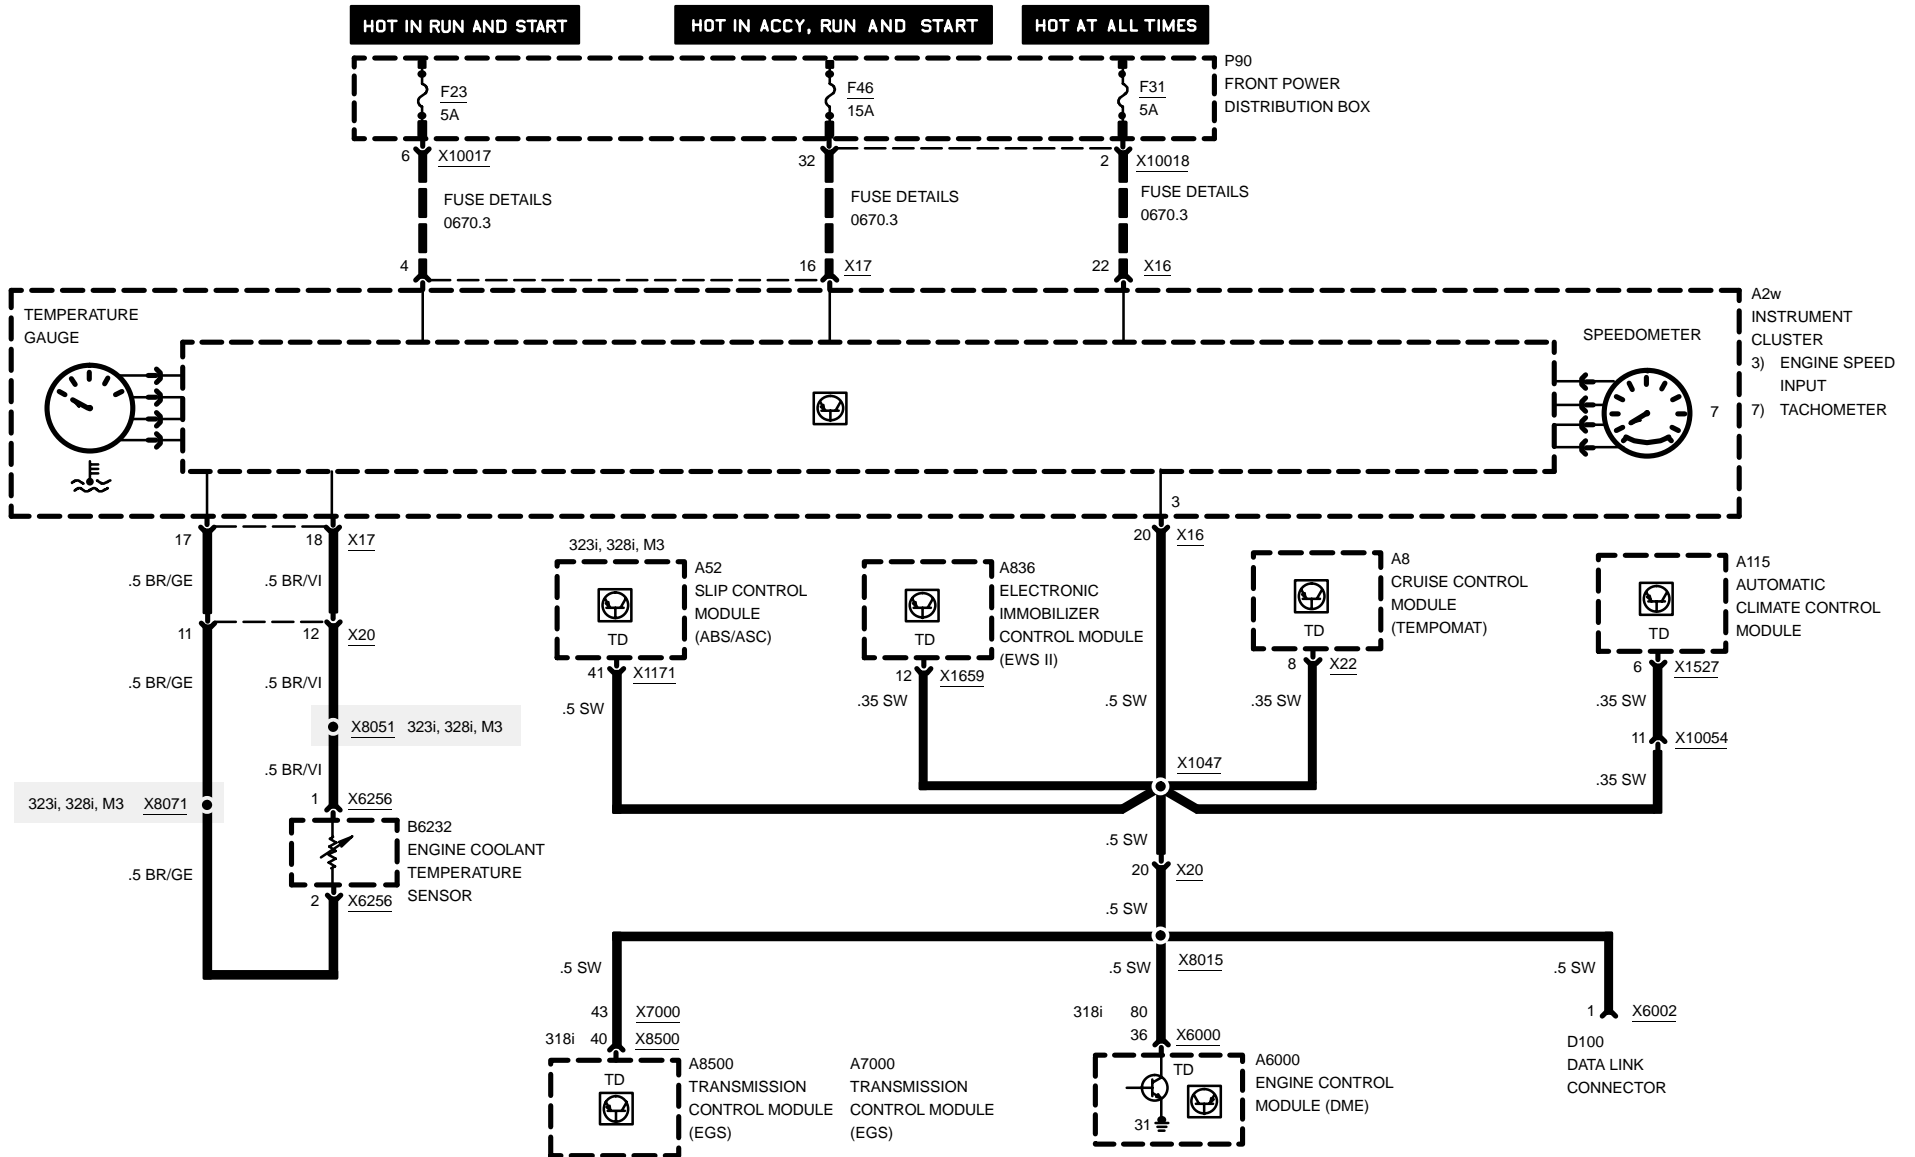 HOT IN RUN AND START
HOT IN ACCY, RUN AND START
HOT AT ALL TIMES
P90
FRONT POWER
DISTRIBUTION BOX
F23
5A
F46
15A
F31
5A
6 X10017
32
2 X10018
FUSE DETAILS
0670.3
FUSE DETAILS
0670.3
FUSE DETAILS
0670.3
4
16 X17
22 X16
TEMPERATURE
GAUGE
SPEEDOMETER
7
A2w
INSTRUMENT
CLUSTER
3) ENGINE SPEED
INPUT
7) TACHOMETER
3
17
18 X17
20 X16
.5 BR/GE
.5 BR/VI
11
12 X20
.5 BR/GE
.5 BR/VI
X8051 323i, 328i, M3
.5 BR/VI
323i, 328i, M3 X8071
1 X6256
B6232
ENGINE COOLANT
TEMPERATURE
SENSOR
.5 BR/GE
2 X6256
323i, 328i, M3
TD
A52
SLIP CONTROL
MODULE
(ABS/ASC)
41 X1171
.5 SW
TD
A836
ELECTRONIC
IMMOBILIZER
CONTROL MODULE
(EWS II)
12 X1659
.35 SW
.5 SW
TD
A8
CRUISE CONTROL
MODULE
(TEMPOMAT)
8 X22
.35 SW
TD
A115
AUTOMATIC
CLIMATE CONTROL
MODULE
6 X1527
.35 SW
11 X10054
.35 SW
X1047
.5 SW
20 X20
.5 SW
X8015
.5 SW
.5 SW
.5 SW
43 X7000
318i 40 X8500
TD
A8500
TRANSMISSION
CONTROL MODULE
(EGS)
A7000
TRANSMISSION
CONTROL MODULE
(EGS)
318i 80
36 X6000
TD
31
A6000
ENGINE CONTROL
MODULE (DME)
1 X6002
D100
DATA LINK
CONNECTOR